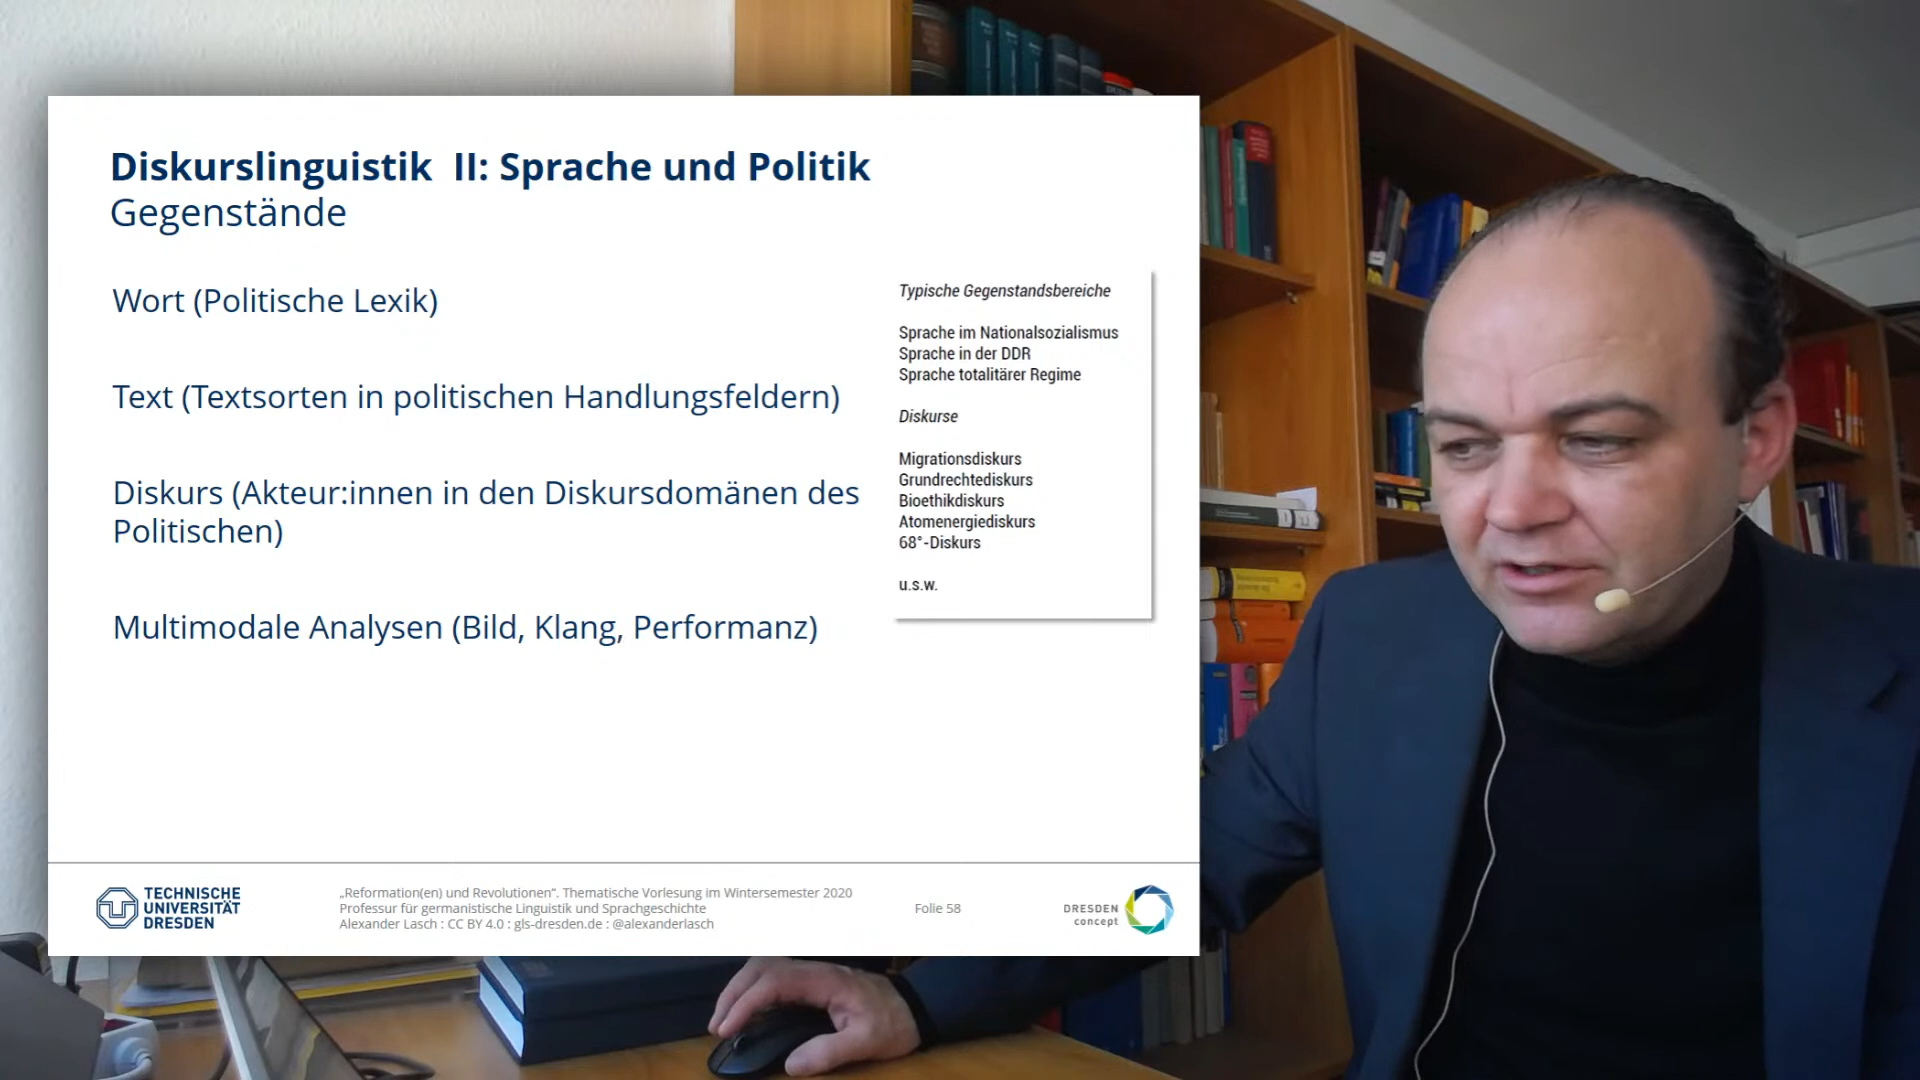 Diskurslinguistik II: Sprache und Politik
Gegenstände
Wort (Politische Lexik)
Text (Textsorten in politischen Handlungsfeldern)
Diskurs (Akteur:innen in den Diskursdomänen des
Politischen)
Multimodale Analysen (Bild, Klang, Performanz)
Typische Gegenstandsbereiche
Sprache im Nationalsozialismus
Sprache in der DDR
Sprache totalitärer Regime
Diskurse
Migrationsdiskurs
Grundrechtediskurs
Bioethikdiskurs
Atomenergiediskurs
68°-Diskurs
u.s.w.
TECHNISCHE
UNIVERSITÄT
DRESDEN
„Reformation(en) und Revolutionen“. Thematische Vorlesung im Wintersemester 2020
Professur für germanistische Linguistik und Sprachgeschichte
Alexander Lasch : CC BY 4.0 : gls-dresden.de : @alexanderlasch
Folie 58
DRESDEN
concept